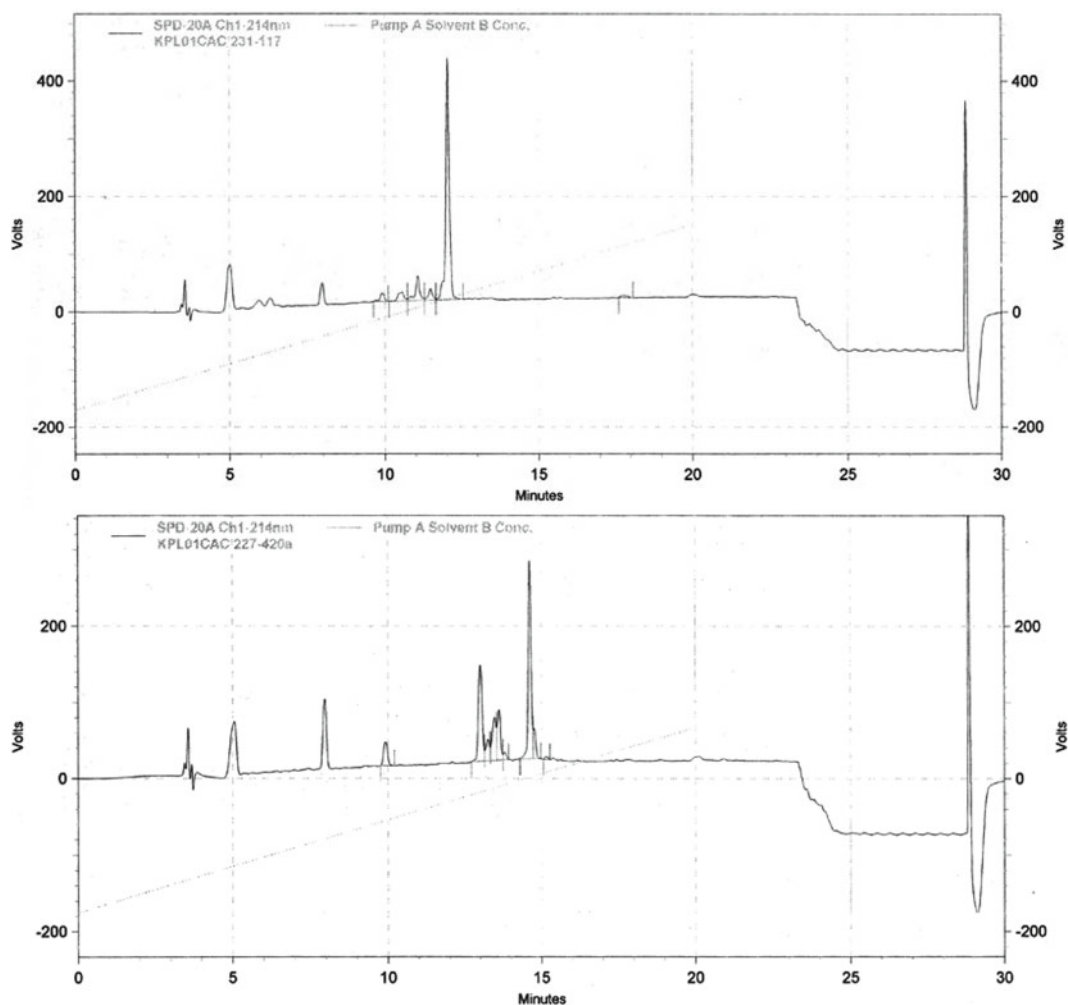 SPD-20A Ch1-214nm
KPL01CAC 231-117
Pump A Solvent B Conc.
400
200
0
-200
Volts
400
200
0
-200
Volts
0 5 10 15 20 25 30
Minutes
SPD-20A Ch1-214nm
KPL01CAC 227-420a
Pump A Solvent B Conc.
200
0
-200
Volts
200
0
-200
Volts
0 5 10 15 20 25 30
Minutes